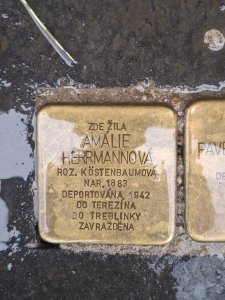 ZDE ŽILA
AMÁLIE
HERRMANNOVÁ
ROZ. KÖSTENBAUMOVÁ
NAR. 1883
DEPORTOVÁNA 1942
DO TEREZÍNA
DO TREBLINKY
ZAVRAŽDĚNA